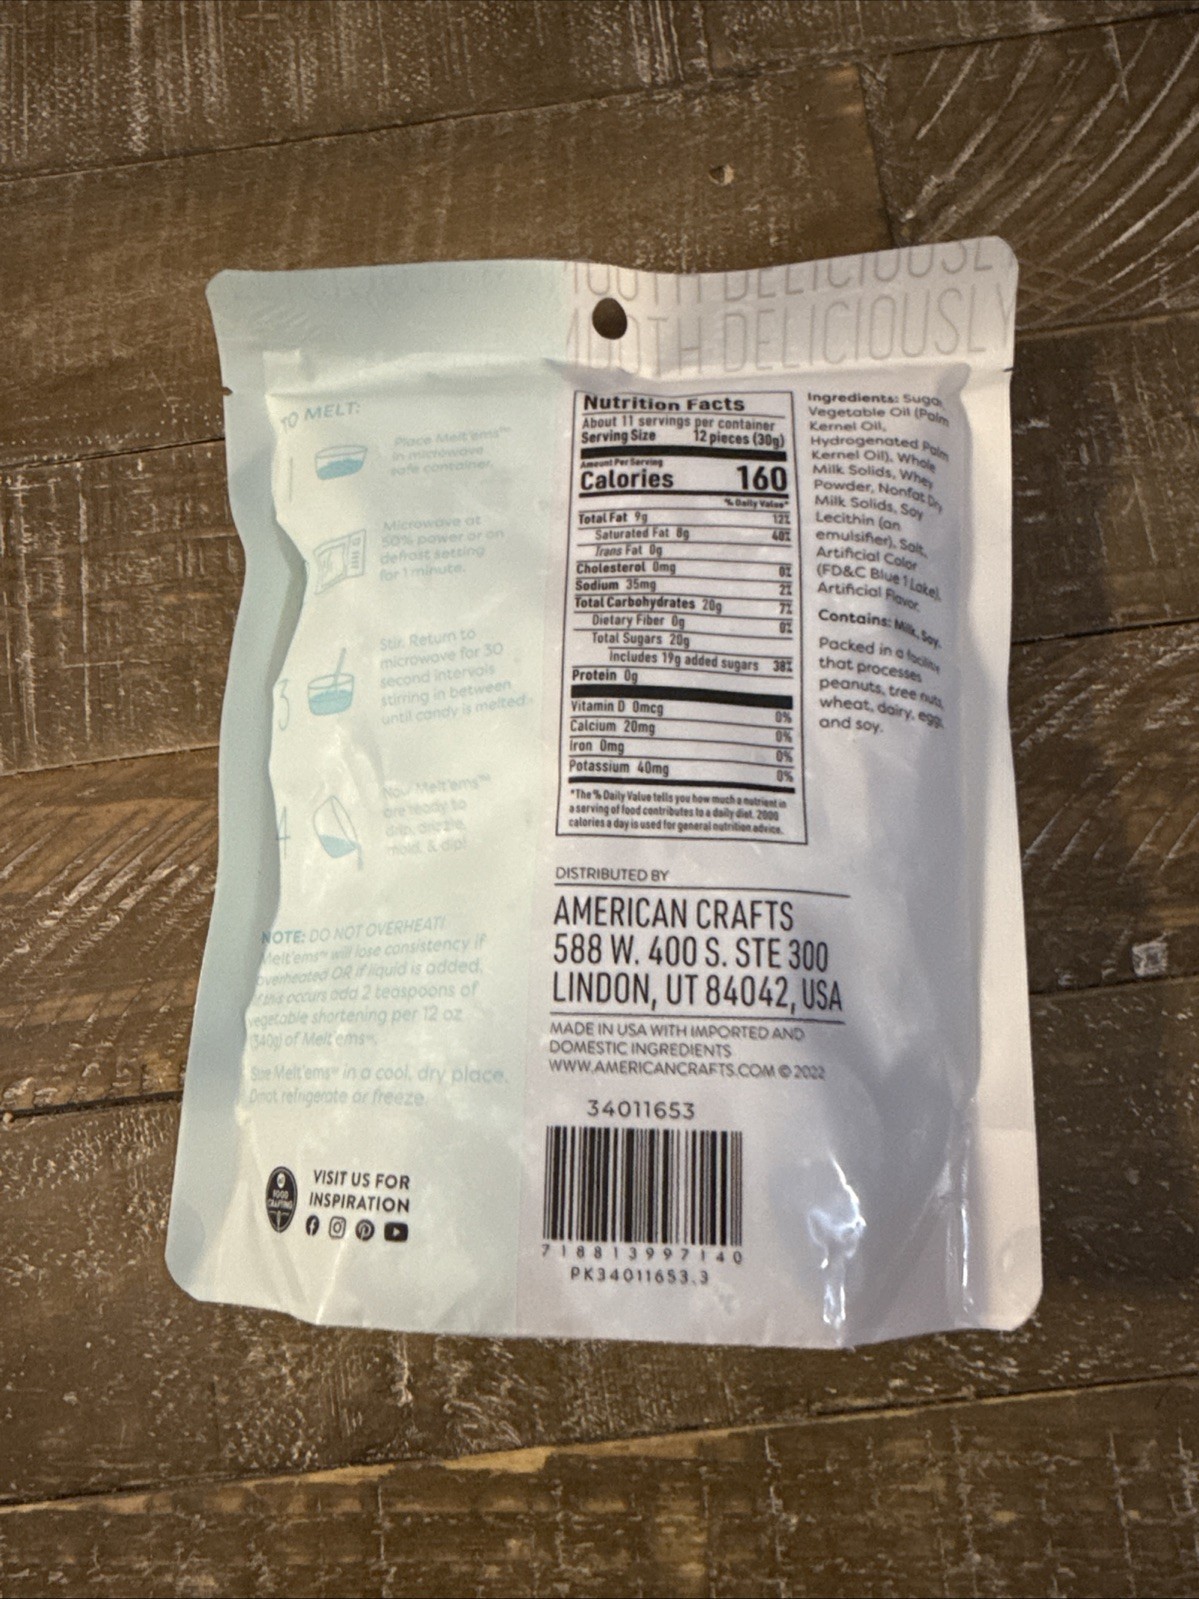 MOOTH DELICIOUSL
MOOTH DELICIOUSLY
TO MELT:
1
Place Melt'ems™
in microwave
safe container.
Microwave at
50% power or on
defrost setting
for 1 minute.
3
Stir. Return to
microwave for 30
second intervals
stirring in between
until candy is melted.
4
Now Melt'ems™
are ready to
drip, drizzle,
mold, & dip!
NOTE: DO NOT OVERHEAT!
Melt'ems™ will lose consistency if
overheated OR if liquid is added.
If this occurs add 2 teaspoons of
vegetable shortening per 12 oz
340g) of Melt'ems™.
Melt'ems™ in a cool, dry place.
refrigerate or freeze.
FOOD
CRAFTING
VISIT US FOR
INSPIRATION
Nutrition Facts
About 11 servings per container
Serving Size 12 pieces (30g)
Amount Per Serving
Calories 160
% Daily Value*
Total Fat 9g 12%
Saturated Fat 8g 40%
Trans Fat 0g
Cholesterol 0mg 0%
Sodium 35mg 2%
Total Carbohydrates 20g 7%
Dietary Fiber 0g 0%
Total Sugars 20g
Includes 19g added sugars 38%
Protein 0g
Vitamin D 0mcg 0%
Calcium 20mg 0%
Iron 0mg 0%
Potassium 40mg 0%
*The % Daily Value tells you how much a nutrient in
a serving of food contributes to a daily diet. 2000
calories a day is used for general nutrition advice.
Ingredients: Sugar,
Vegetable Oil (Palm
Kernel Oil,
Hydrogenated Palm
Kernel Oil), Whole
Milk Solids, Whey
Powder, Nonfat Dry
Milk Solids, Soy
Lecithin (an
emulsifier), Salt,
Artificial Color
(FD&C Blue 1 Lake),
Artificial Flavor.
Contains: Milk, Soy.
Packed in a facility
that processes
peanuts, tree nuts,
wheat, dairy, egg,
and soy.
DISTRIBUTED BY
AMERICAN CRAFTS
588 W. 400 S. STE 300
LINDON, UT 84042, USA
MADE IN USA WITH IMPORTED AND
DOMESTIC INGREDIENTS
WWW.AMERICANCRAFTS.COM © 2022
34011653
718813997140
PK34011653.3